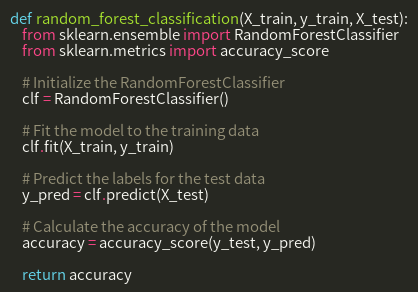 def random_forest_classification(X_train, y_train, X_test):
from sklearn.ensemble import RandomForestClassifier
from sklearn.metrics import accuracy_score
# Initialize the RandomForestClassifier
clf = RandomForestClassifier()
# Fit the model to the training data
clf.fit(X_train, y_train)
# Predict the labels for the test data
y_pred = clf.predict(X_test)
# Calculate the accuracy of the model
accuracy = accuracy_score(y_test, y_pred)
return accuracy